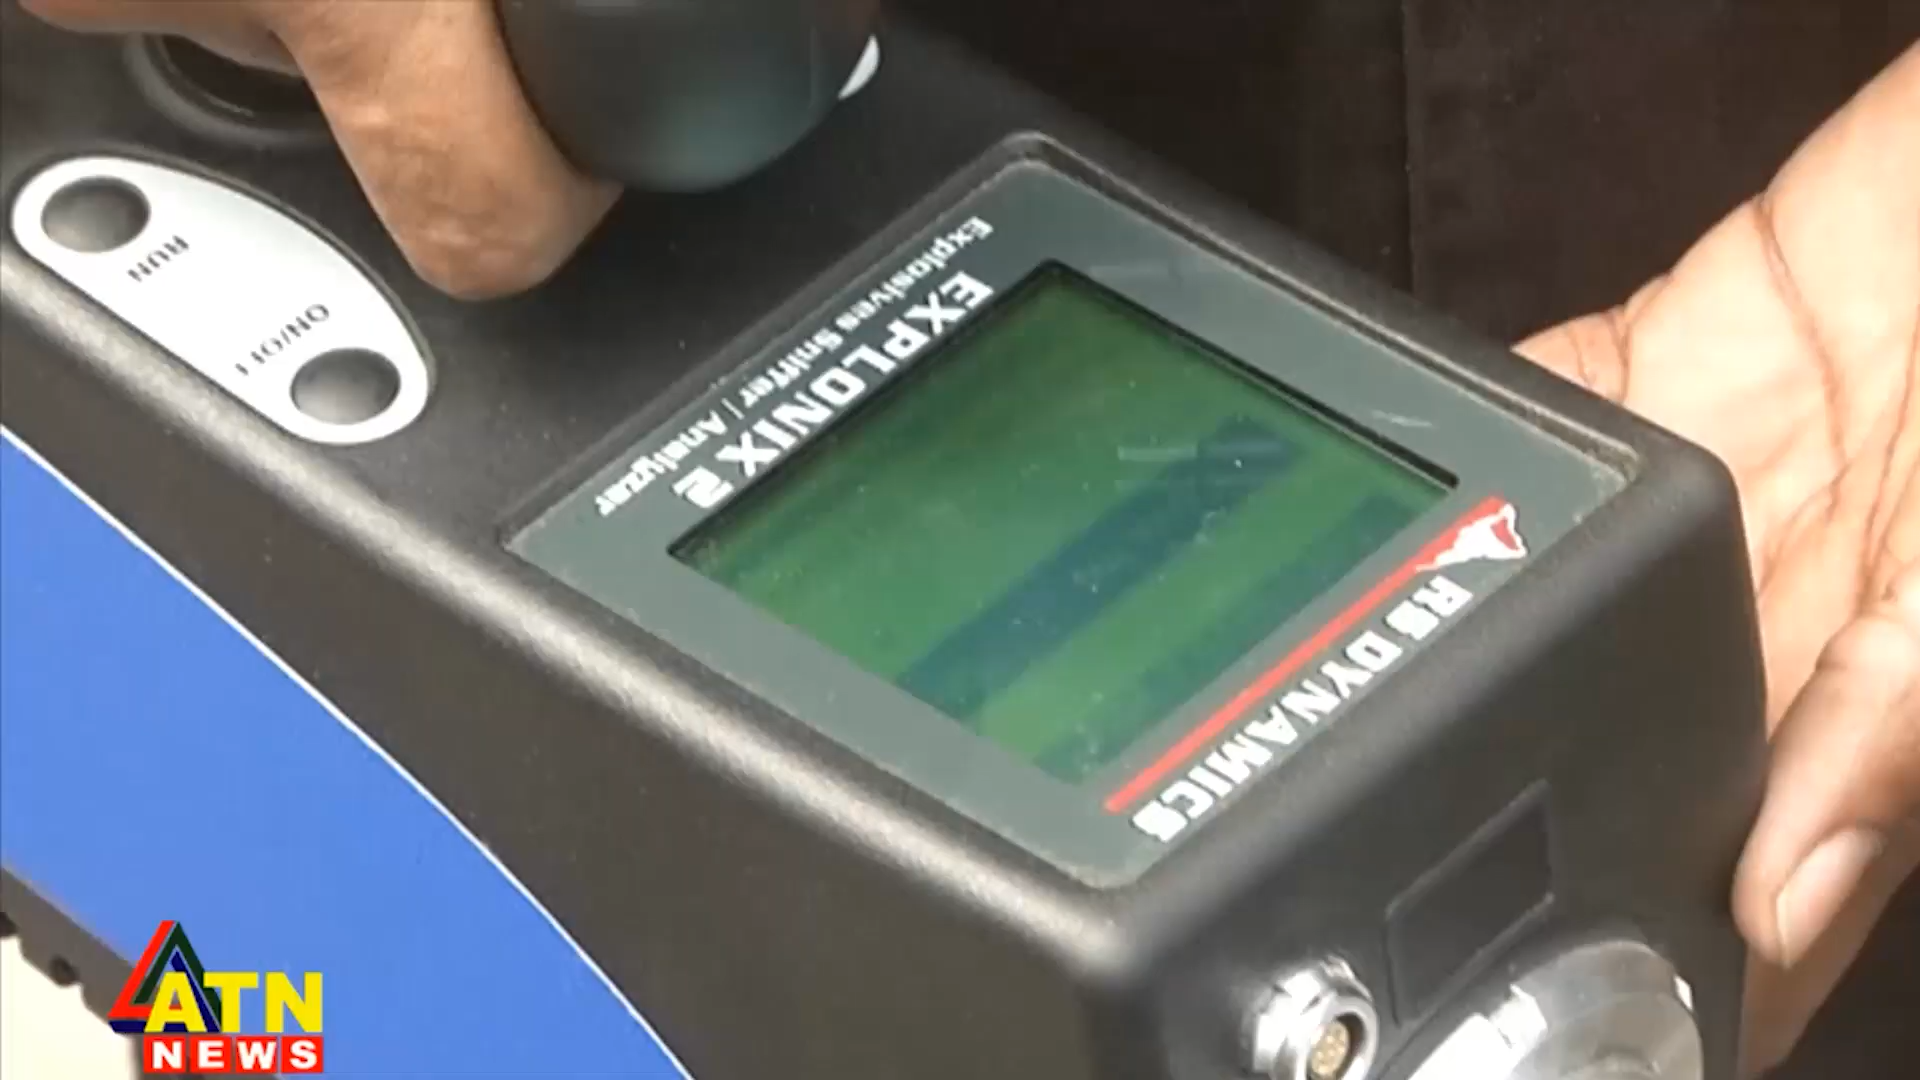 RUN
ON/OFF
Explosives Sniffer / Analyzer
EXPLONIX 2
RS DYNAMICS
ATN
NEWS